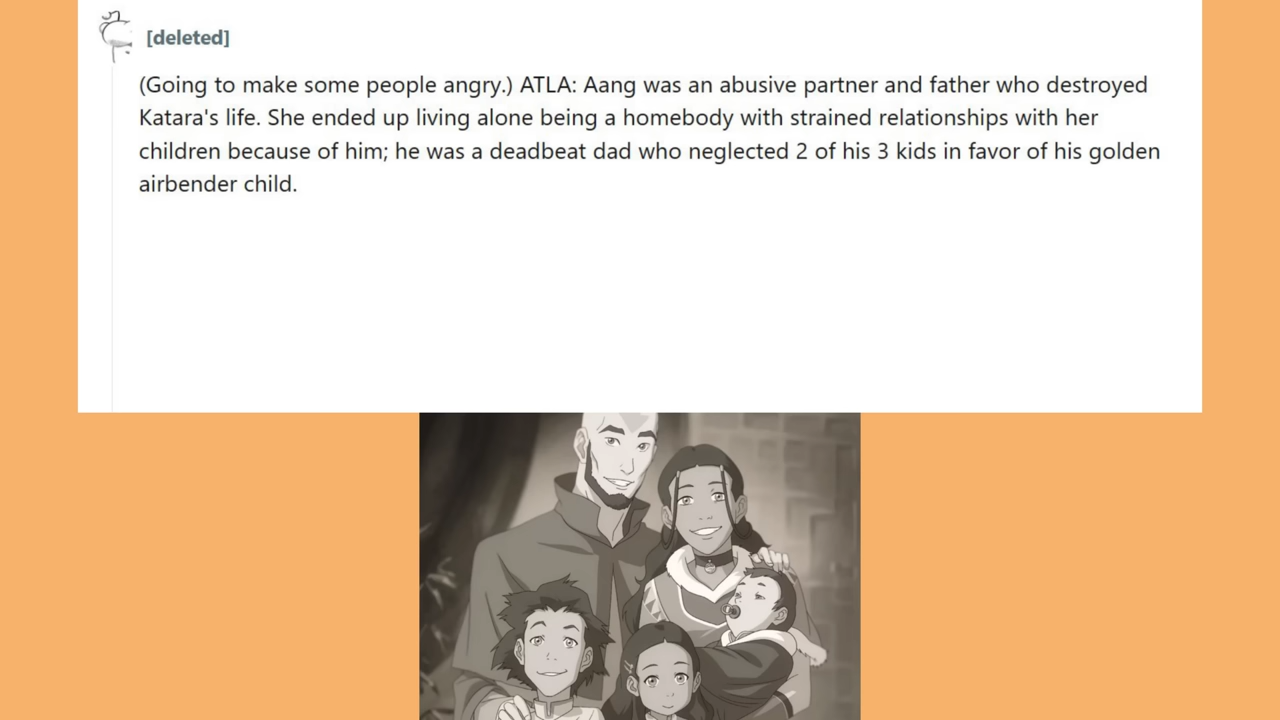 [deleted]
(Going to make some people angry.) ATLA: Aang was an abusive partner and father who destroyed
Katara's life. She ended up living alone being a homebody with strained relationships with her
children because of him; he was a deadbeat dad who neglected 2 of his 3 kids in favor of his golden
airbender child.